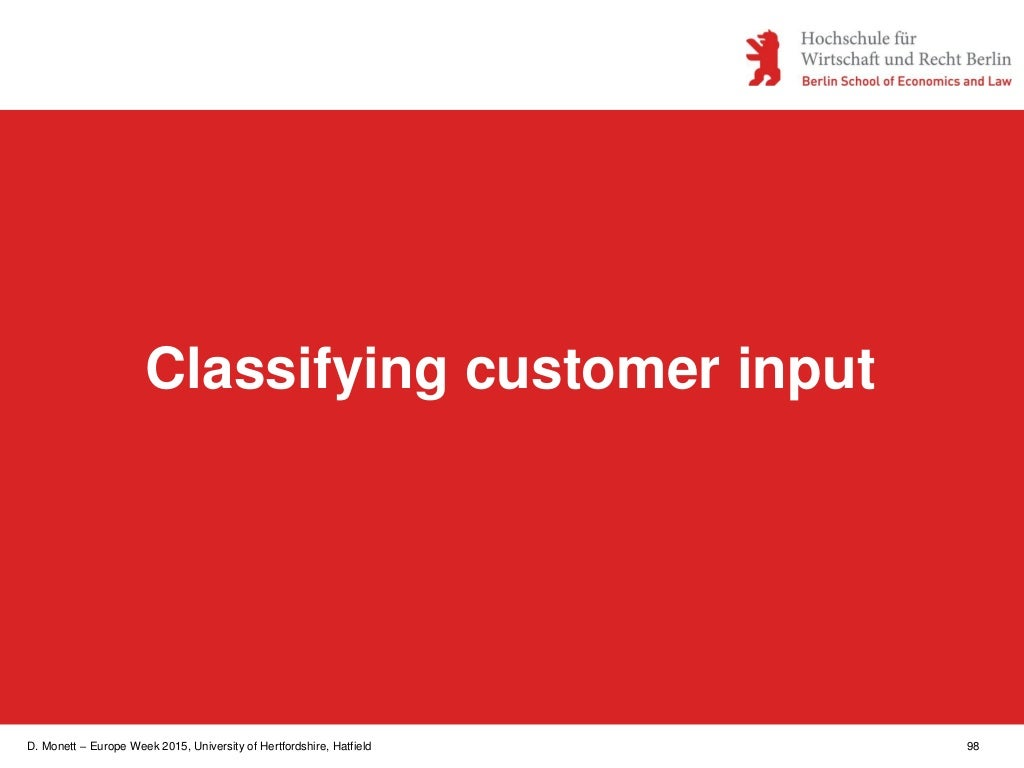 Hochschule für
Wirtschaft und Recht Berlin
Berlin School of Economics and Law
Classifying customer input
D. Monett – Europe Week 2015, University of Hertfordshire, Hatfield
98